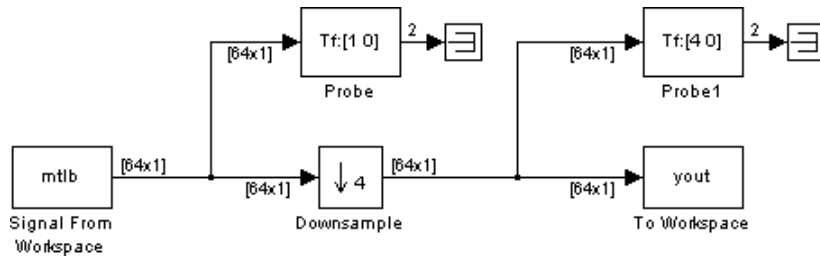 2
2
Tf:[1 0]
Tf:[4 0]
[64x1]
[64x1]
Probe
Probe1
mtlb
[64x1]
[64x1]
↓ 4
[64x1]
[64x1]
yout
Signal From
Workspace
Downsample
To Workspace